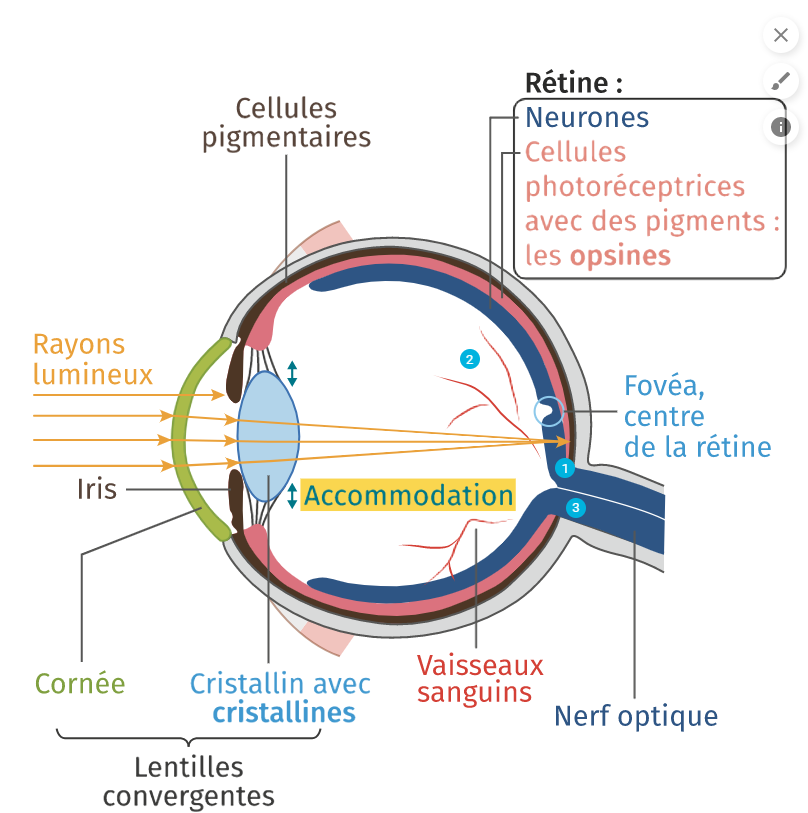 Rétine :
Neurones
Cellules
photoréceptrices
avec des pigments :
les opsines
Cellules
pigmentaires
Rayons
lumineux
2
Fovéa,
centre
de la rétine
1
Iris
Accommodation
3
Cornée
Cristallin avec
cristallines
Vaisseaux
sanguins
Nerf optique
Lentilles
convergentes